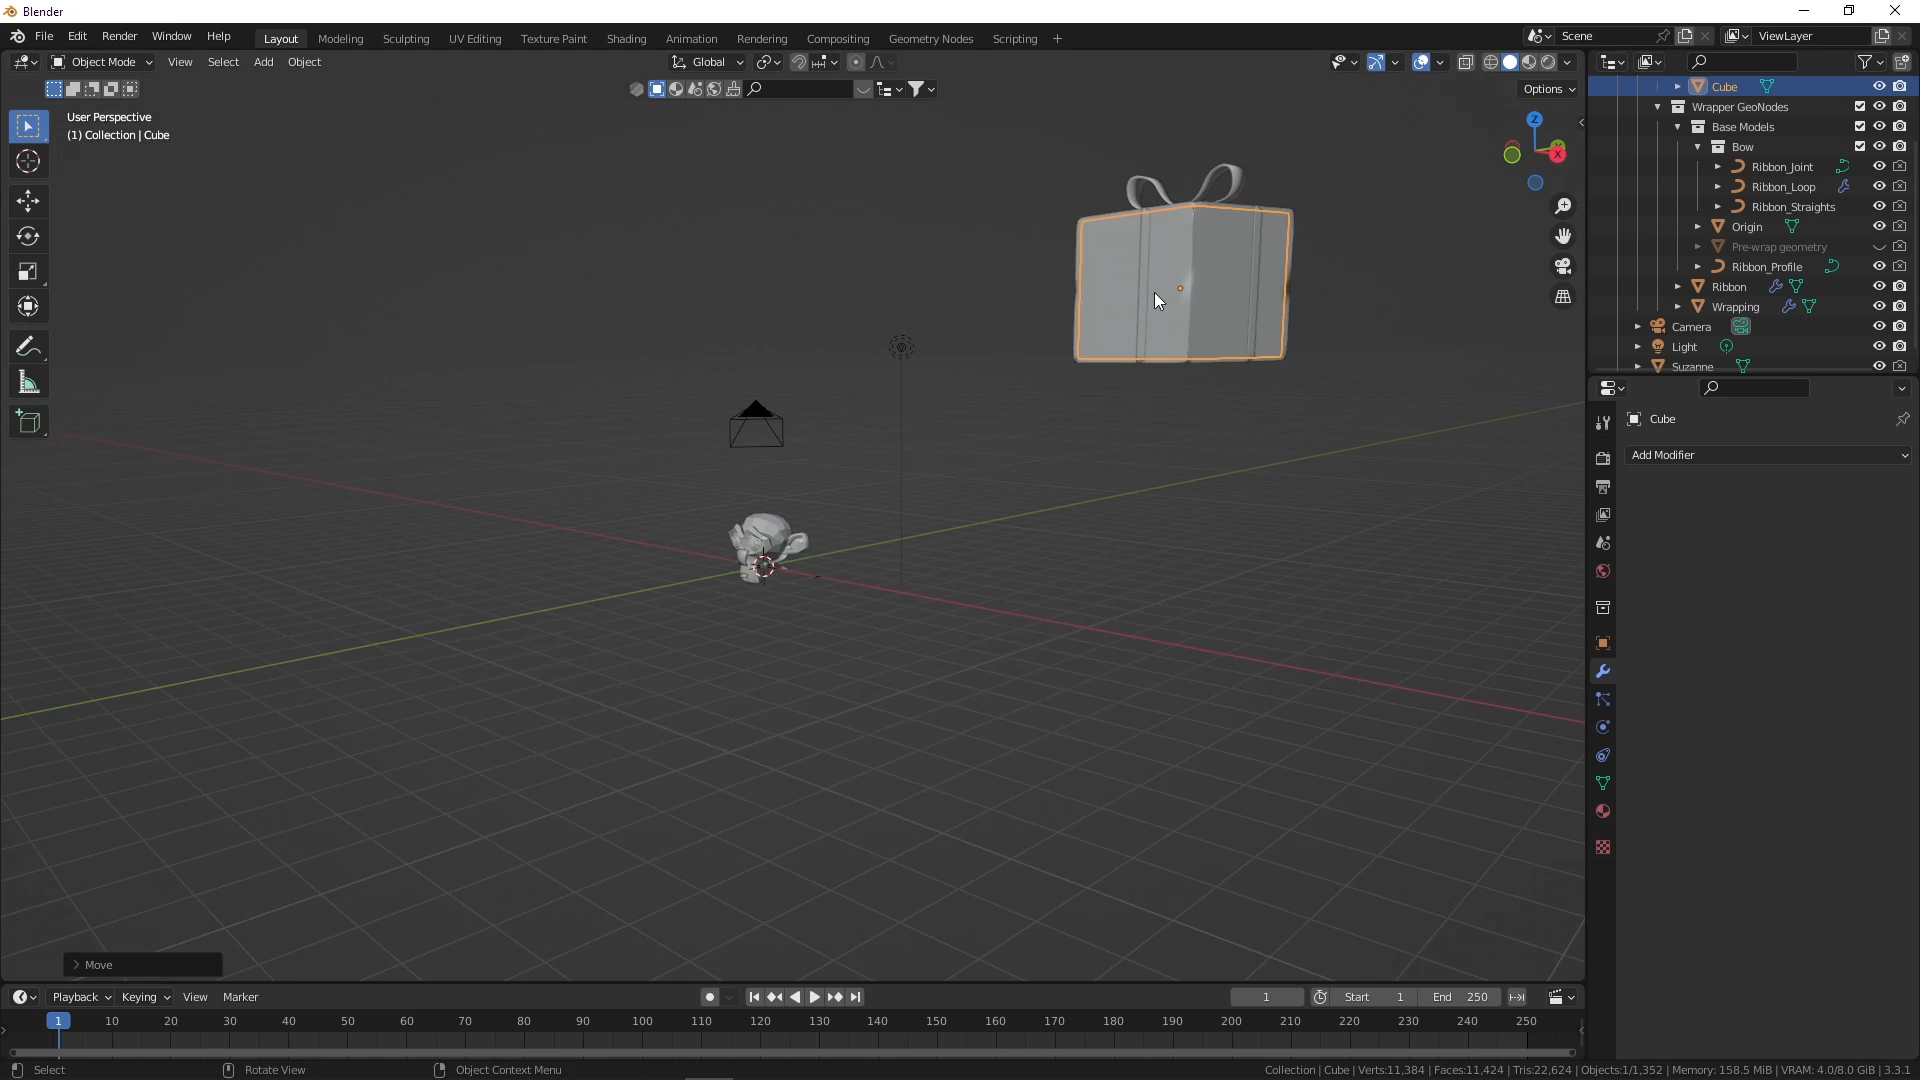 Blender
File Edit Render Window Help Layout Modeling Sculpting UV Editing Texture Paint Shading Animation Rendering Compositing Geometry Nodes Scripting + Scene ViewLayer
Object Mode View Select Add Object Global
Options
User Perspective
(1) Collection | Cube
Z
X
Cube
Wrapper GeoNodes
Base Models
Bow
Ribbon_Joint
Ribbon_Loop
Ribbon_Straights
Origin
Pre-wrap geometry
Ribbon_Profile
Ribbon
Wrapping
Camera
Light
Suzanne
Cube
Add Modifier
Move
Playback Keying View Marker 1 Start 1 End 250
1 10 20 30 40 50 60 70 80 90 100 110 120 130 140 150 160 170 180 190 200 210 220 230 240 250
Select Rotate View Object Context Menu Collection | Cube | Verts:11,384 | Faces:11,424 | Tris:22,624 | Objects:1/1,352 | Memory: 158.5 MiB | VRAM: 4.0/8.0 GiB | 3.3.1